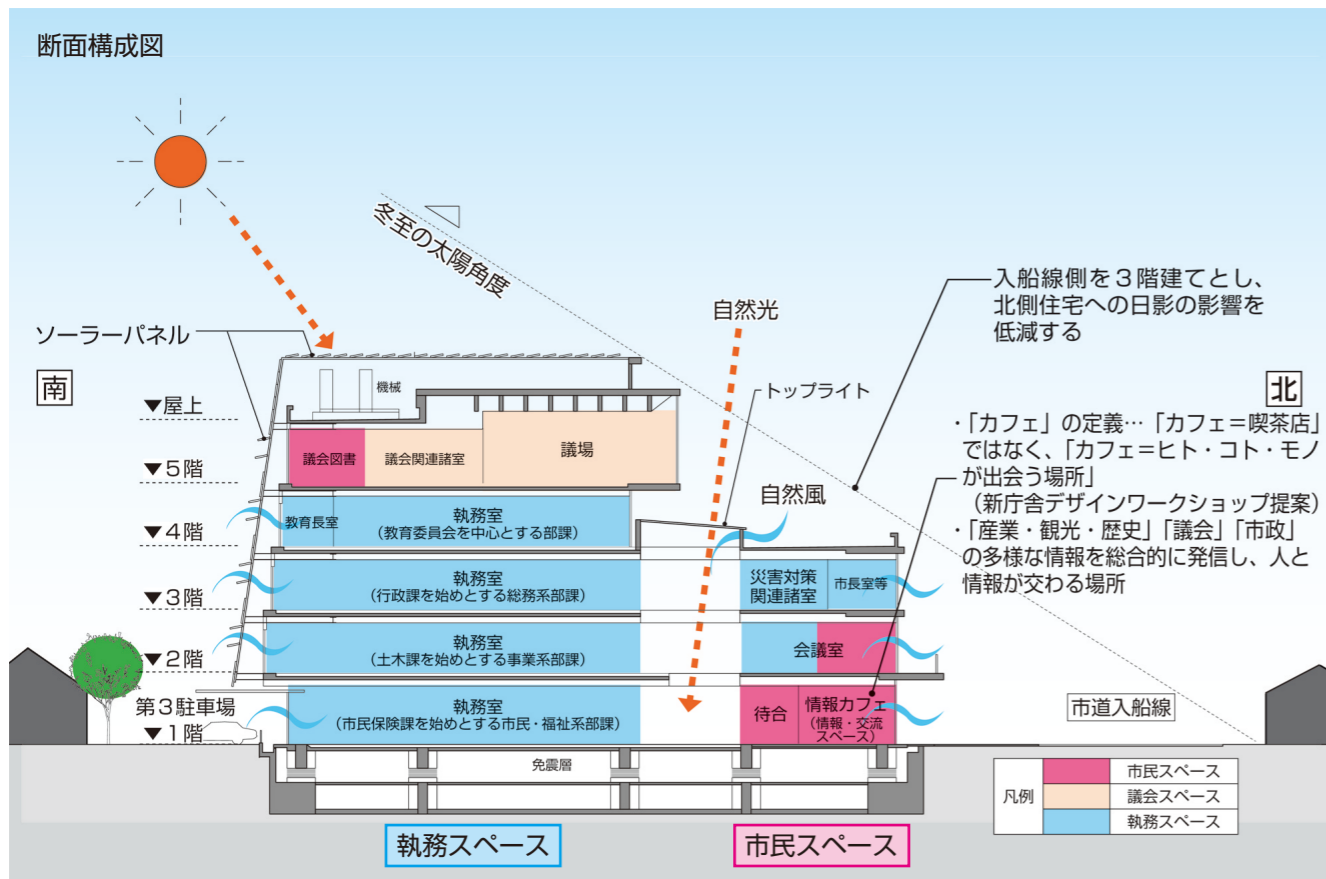 断面構成図
冬至の太陽角度
入船線側を３階建てとし、
北側住宅への日影の影響を
低減する
自然光
ソーラーパネル
南
北
機械
トップライト
▼屋上
・「カフェ」の定義…「カフェ＝喫茶店」
ではなく、「カフェ＝ヒト・コト・モノ
が出会う場所」
（新庁舎デザインワークショップ提案）
・「産業・観光・歴史」「議会」「市政」
の多様な情報を総合的に発信し、人と
情報が交わる場所
▼５階
議会図書
議会関連諸室
議場
自然風
▼４階
教育長室
執務室
（教育委員会を中心とする部課）
▼３階
執務室
（行政課を始めとする総務系部課）
災害対策
関連諸室
市長室等
▼２階
執務室
（土木課を始めとする事業系部課）
会議室
第３駐車場
▼１階
執務室
（市民保険課を始めとする市民・福祉系部課）
待合
情報カフェ
（情報・交流
スペース）
市道入船線
免震層
凡例
市民スペース
議会スペース
執務スペース
執務スペース
市民スペース